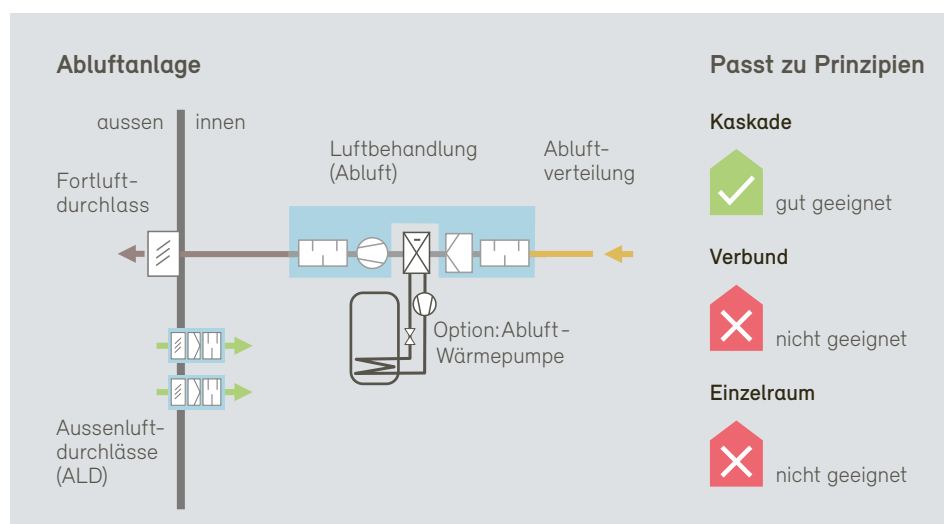 Abluftanlage
aussen
innen
Fortluft-
durchlass
Luftbehandlung
(Abluft)
Abluft-
verteilung
Option: Abluft-
Wärmepumpe
Aussenluft-
durchlässe
(ALD)
Passt zu Prinzipien
Kaskade
gut geeignet
Verbund
nicht geeignet
Einzelraum
nicht geeignet